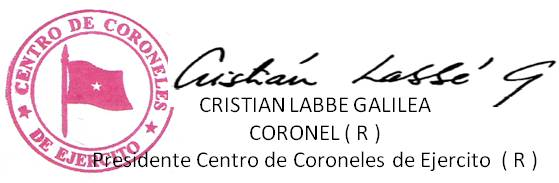 CENTRO DE CORONELES
DE EJERCITO
Cristián Labbé G
CRISTIAN LABBE GALILEA
CORONEL ( R )
Presidente Centro de Coroneles de Ejercito ( R )